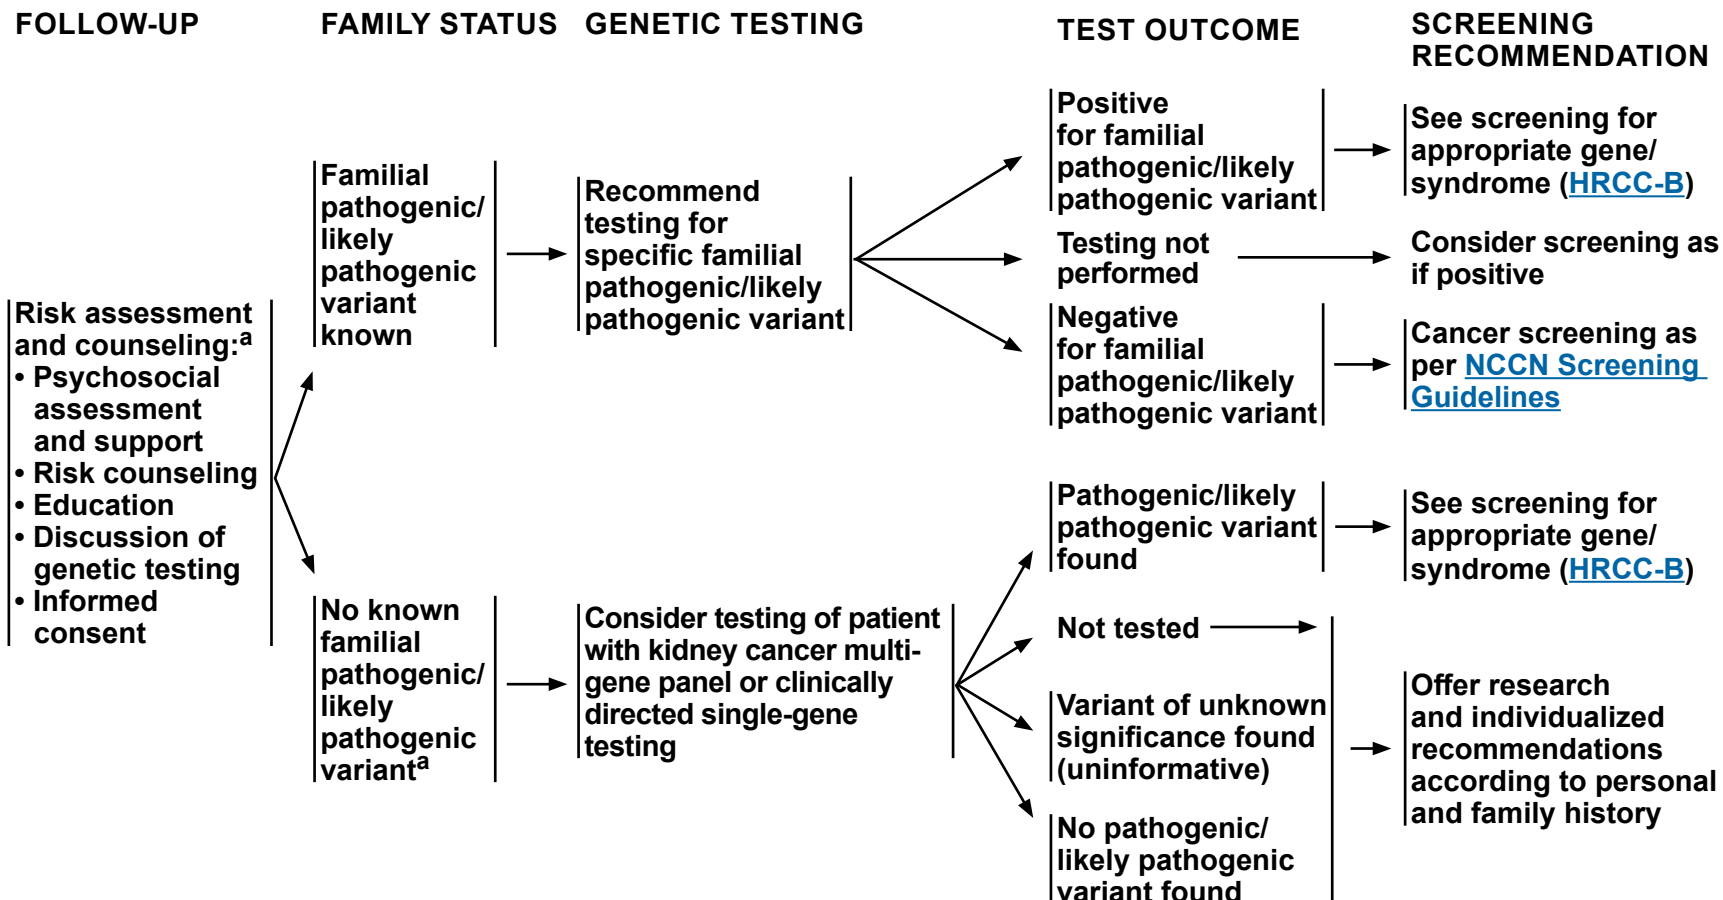 FOLLOW-UP
FAMILY STATUS
GENETIC TESTING
TEST OUTCOME
SCREENING
RECOMMENDATION
Risk assessment
and counseling:a
• Psychosocial
assessment
and support
• Risk counseling
• Education
• Discussion of
genetic testing
• Informed
consent
Familial
pathogenic/
likely
pathogenic
variant
known
Recommend
testing for
specific familial
pathogenic/likely
pathogenic variant
Positive
for familial
pathogenic/likely
pathogenic variant
See screening for
appropriate gene/
syndrome (HRCC-B)
Testing not
performed
Consider screening as
if positive
Negative
for familial
pathogenic/likely
pathogenic variant
Cancer screening as
per NCCN Screening
Guidelines
No known
familial
pathogenic/
likely
pathogenic
varianta
Consider testing of patient
with kidney cancer multi-
gene panel or clinically
directed single-gene
testing
Pathogenic/likely
pathogenic variant
found
See screening for
appropriate gene/
syndrome (HRCC-B)
Not tested
Variant of unknown
significance found
(uninformative)
No pathogenic/
likely pathogenic
variant found
Offer research
and individualized
recommendations
according to personal
and family history